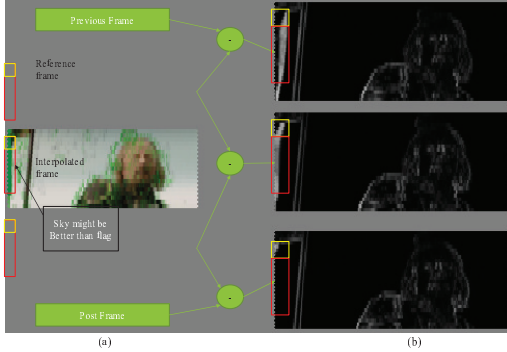 Previous Frame
Reference
frame
Interpolated
frame
Sky might be
Better than flag
Post Frame
-
-
-
(a)
(b)